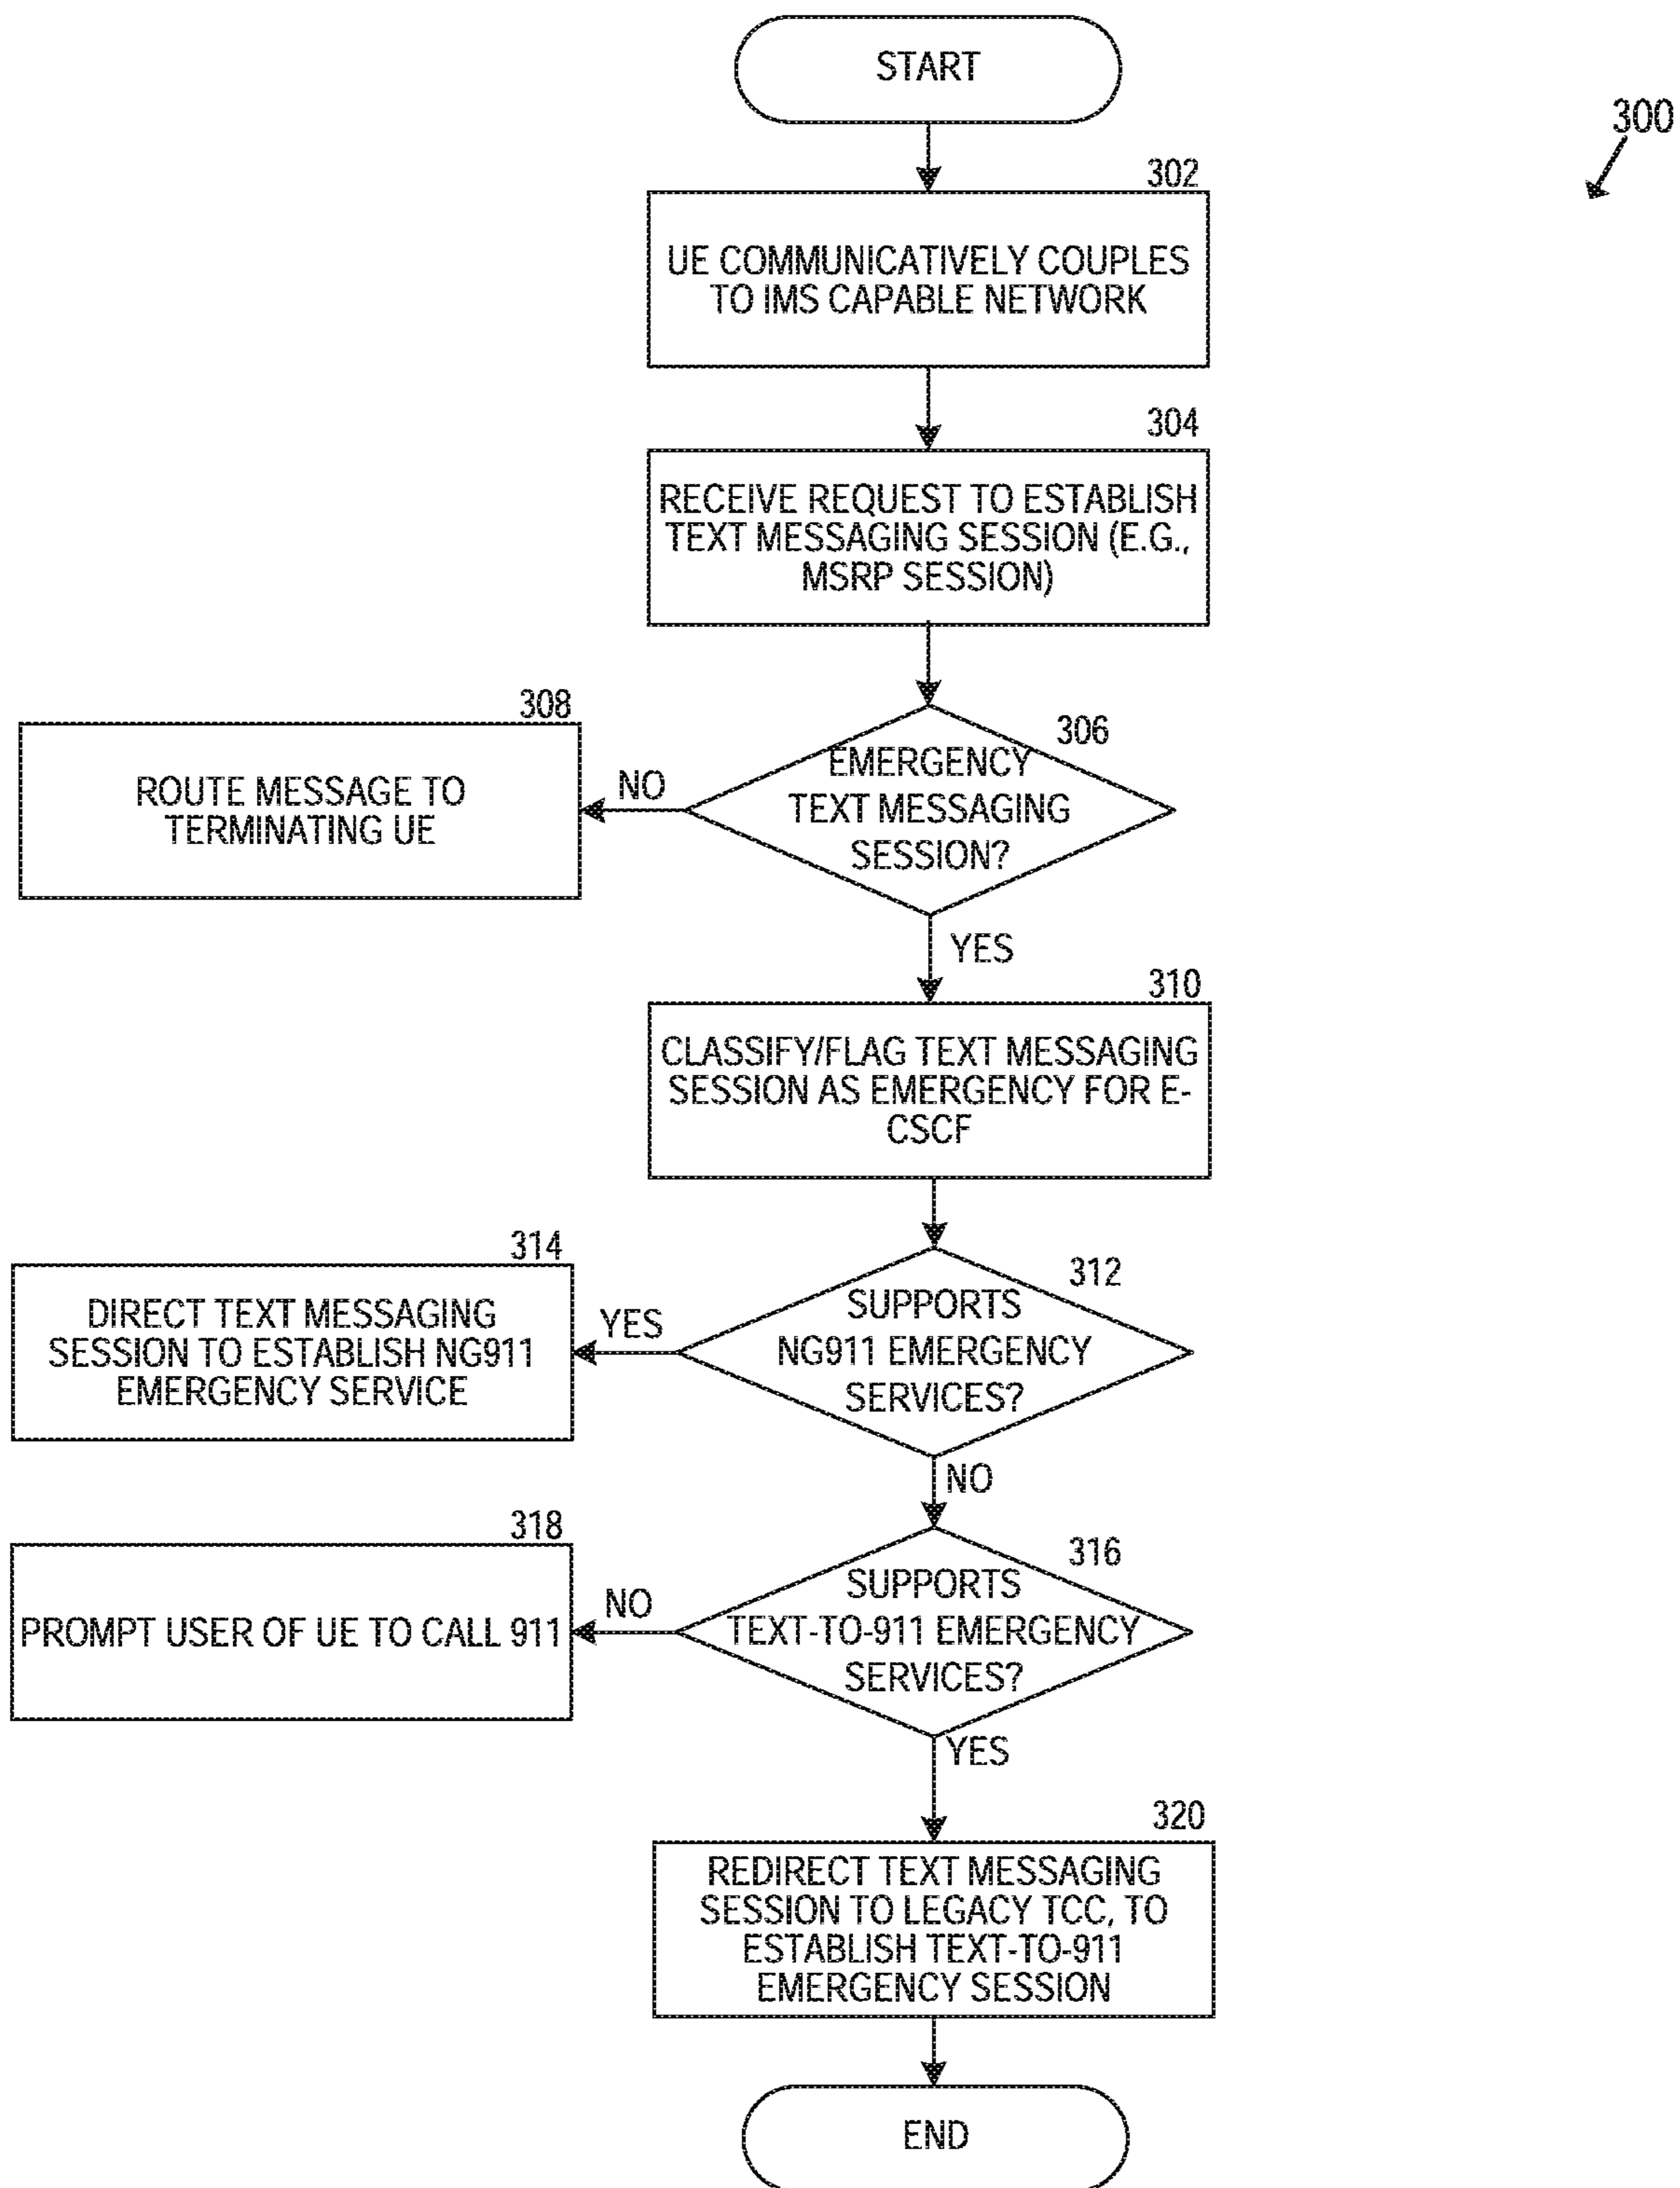 START
300
302
UE COMMUNICATIVELY COUPLES
TO IMS CAPABLE NETWORK
304
RECEIVE REQUEST TO ESTABLISH
TEXT MESSAGING SESSION (E.G.,
MSRP SESSION)
306
EMERGENCY
TEXT MESSAGING
SESSION?
NO
308
ROUTE MESSAGE TO
TERMINATING UE
YES
310
CLASSIFY/FLAG TEXT MESSAGING
SESSION AS EMERGENCY FOR E-
CSCF
312
SUPPORTS
NG911 EMERGENCY
SERVICES?
YES
314
DIRECT TEXT MESSAGING
SESSION TO ESTABLISH NG911
EMERGENCY SERVICE
NO
316
SUPPORTS
TEXT-TO-911 EMERGENCY
SERVICES?
NO
318
PROMPT USER OF UE TO CALL 911
YES
320
REDIRECT TEXT MESSAGING
SESSION TO LEGACY TCC, TO
ESTABLISH TEXT-TO-911
EMERGENCY SESSION
END